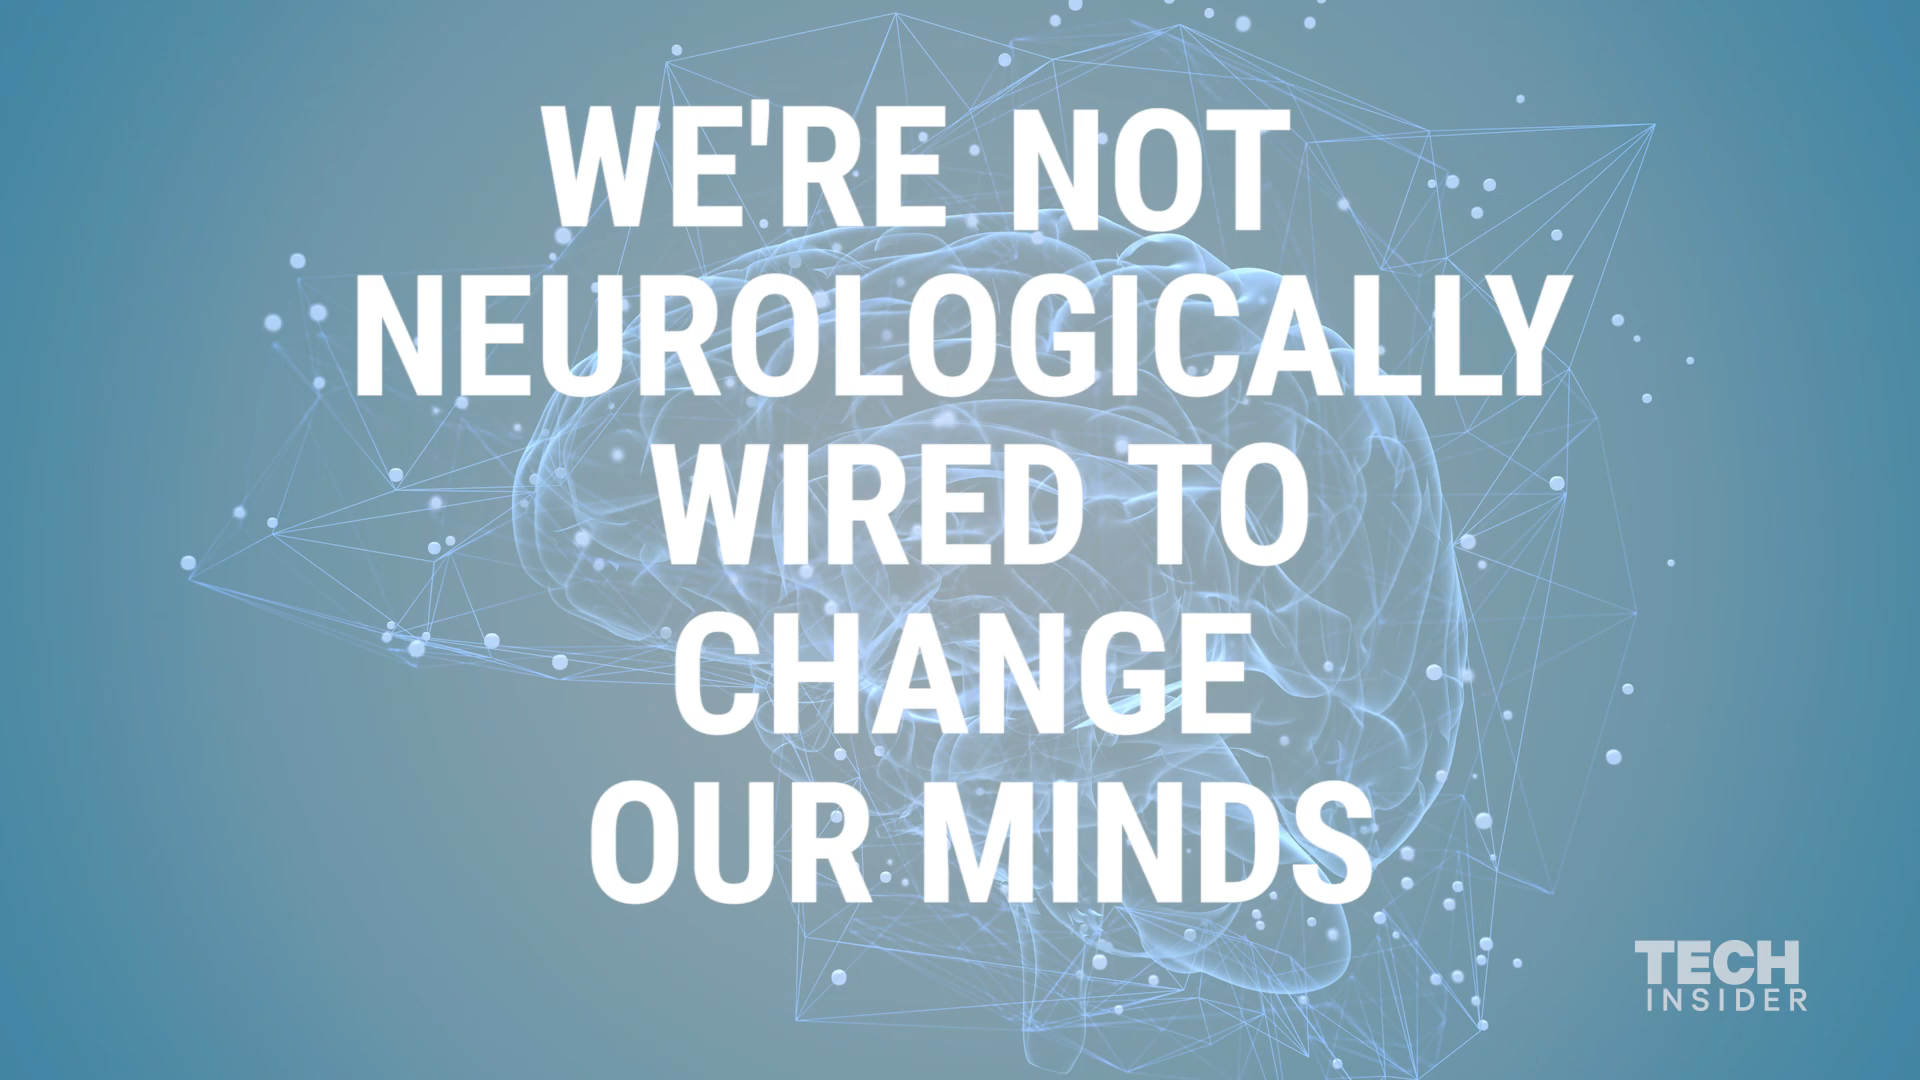 WE'RE NOT
NEUROLOGICALLY
WIRED TO
CHANGE
OUR MINDS
TECH
INSIDER